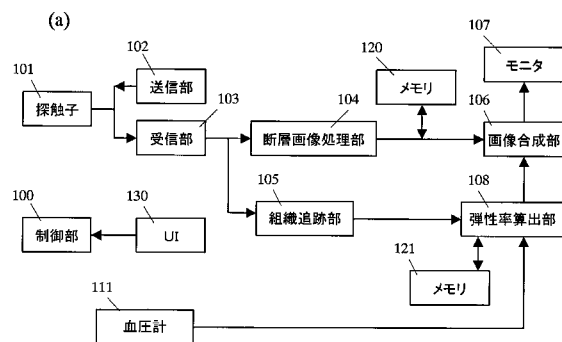 (a)
107
モニタ
102
送信部
120
メモリ
101
探触子
103
受信部
104
断層画像処理部
106
画像合成部
105
組織追跡部
108
弾性率算出部
100
制御部
130
UI
121
メモリ
111
血圧計